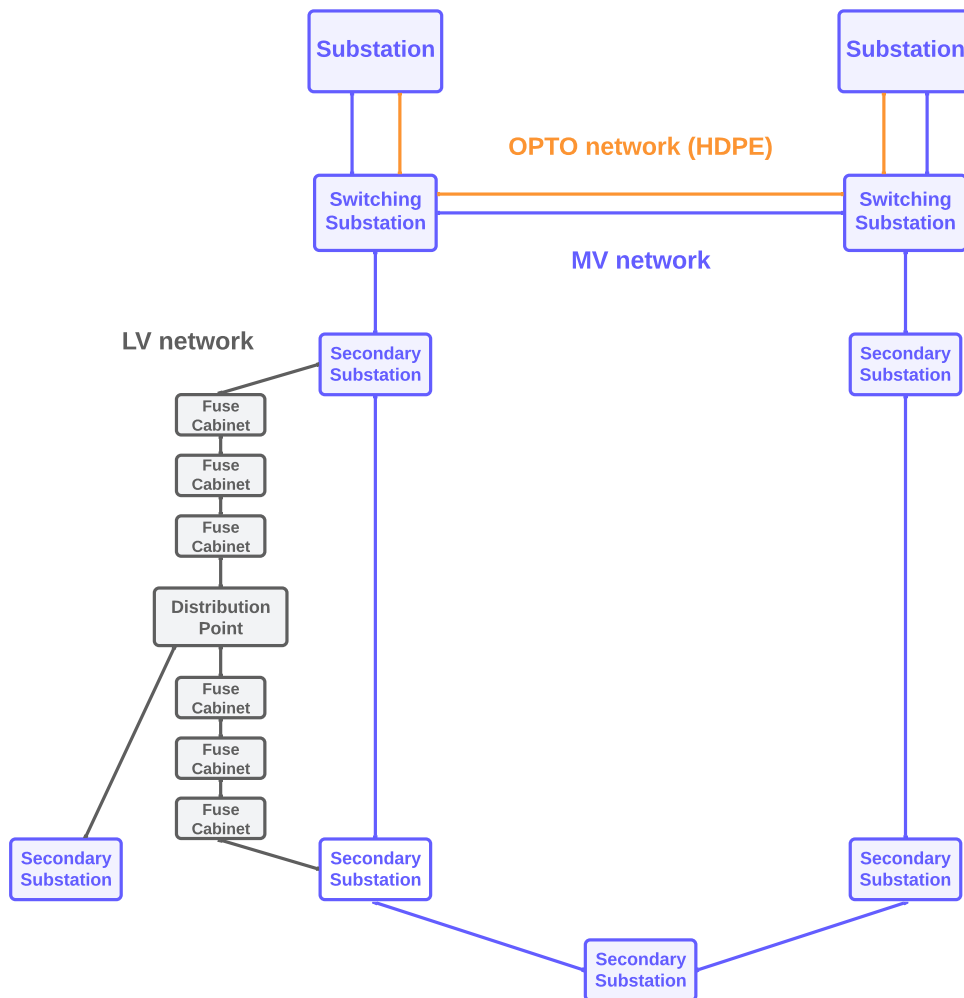 Substation
Substation
OPTO network (HDPE)
Switching
Substation
Switching
Substation
MV network
LV network
Secondary
Substation
Secondary
Substation
Fuse
Cabinet
Fuse
Cabinet
Fuse
Cabinet
Distribution
Point
Fuse
Cabinet
Fuse
Cabinet
Fuse
Cabinet
Secondary
Substation
Secondary
Substation
Secondary
Substation
Secondary
Substation